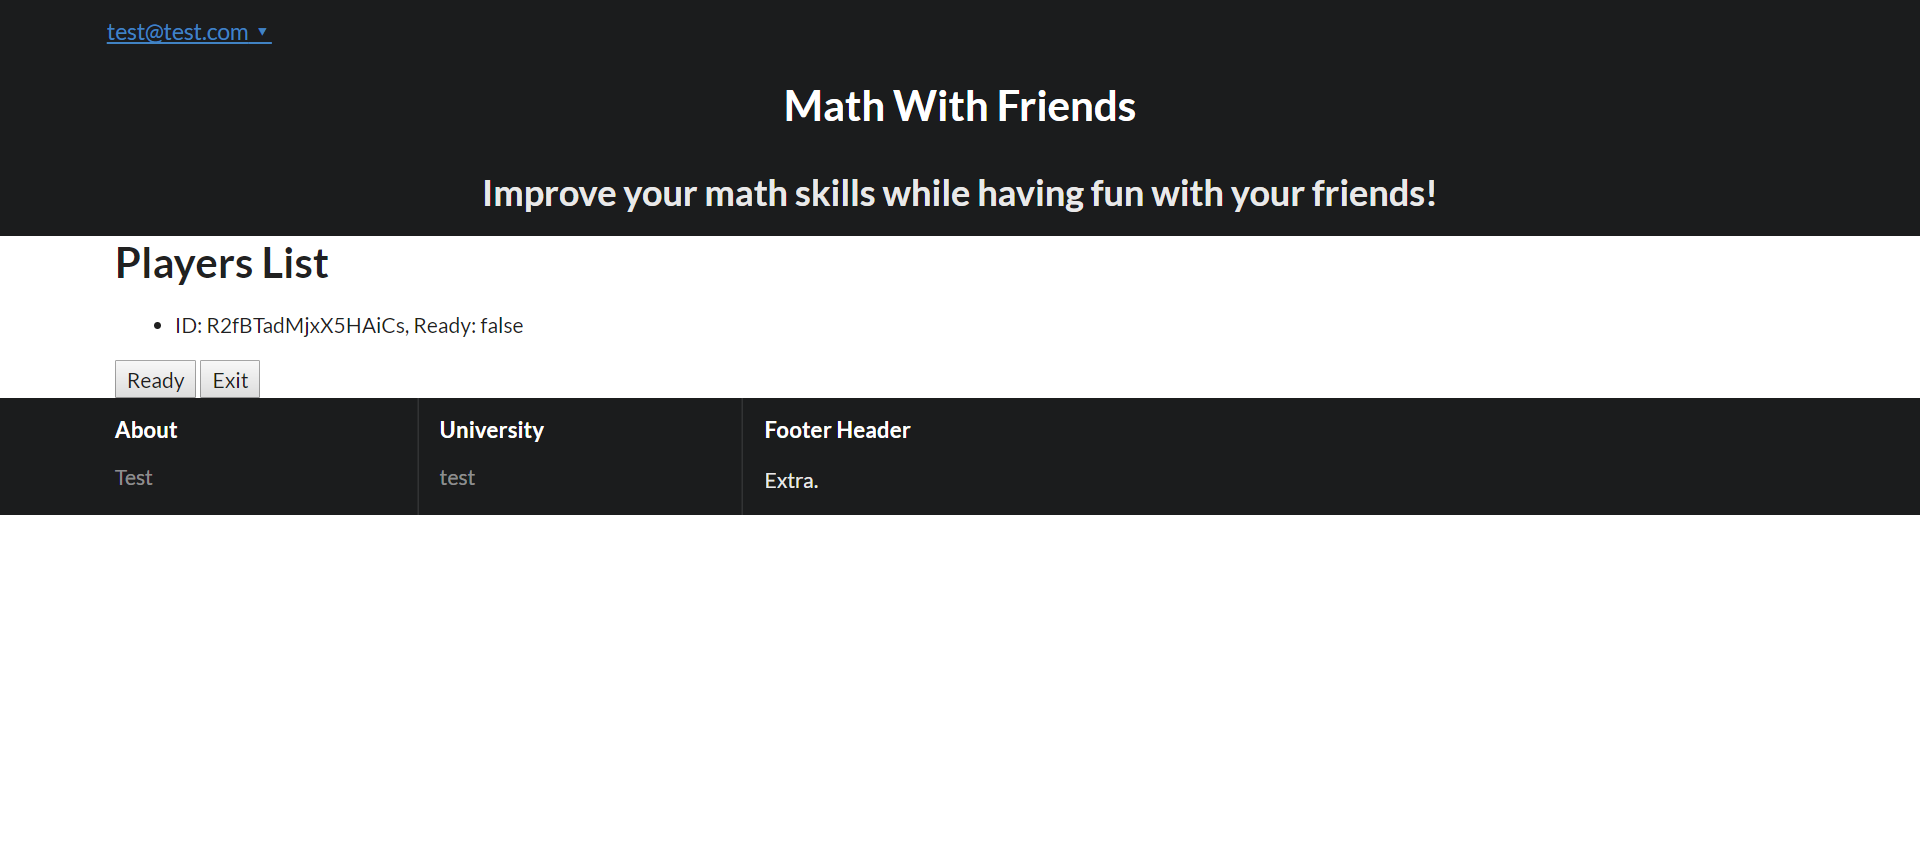 test@test.com ▼
Math With Friends
Improve your math skills while having fun with your friends!
Players List
• ID: R2fBTadMjxX5HAiCs, Ready: false
Ready Exit
About University Footer Header
Test test Extra.